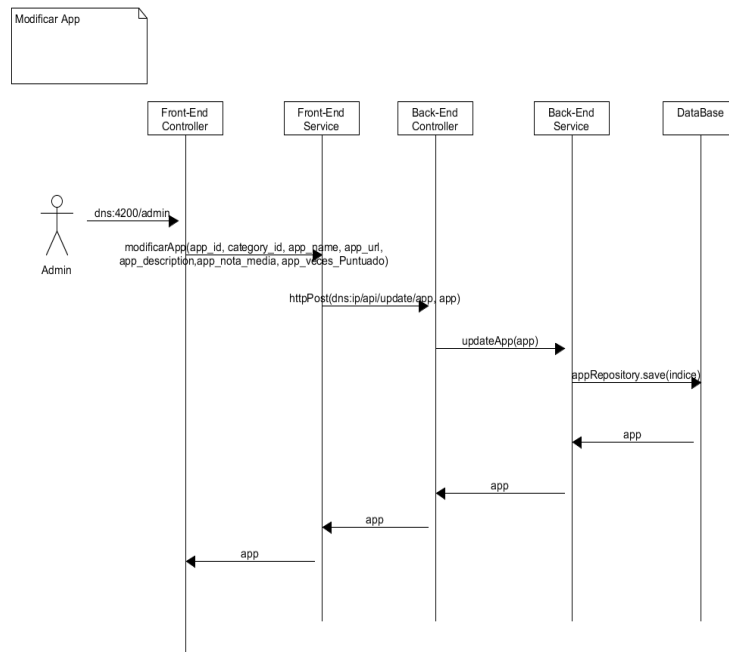 Modificar App
Front-End
Controller
Front-End
Service
Back-End
Controller
Back-End
Service
DataBase
Admin
dns:4200/admin
modificarApp(app_id, category_id, app_name, app_url,
app_description,app_nota_media, app_veces_Puntuado)
httpPost(dns:ip/api/update/app, app)
updateApp(app)
appRepository.save(indice)
app
app
app
app